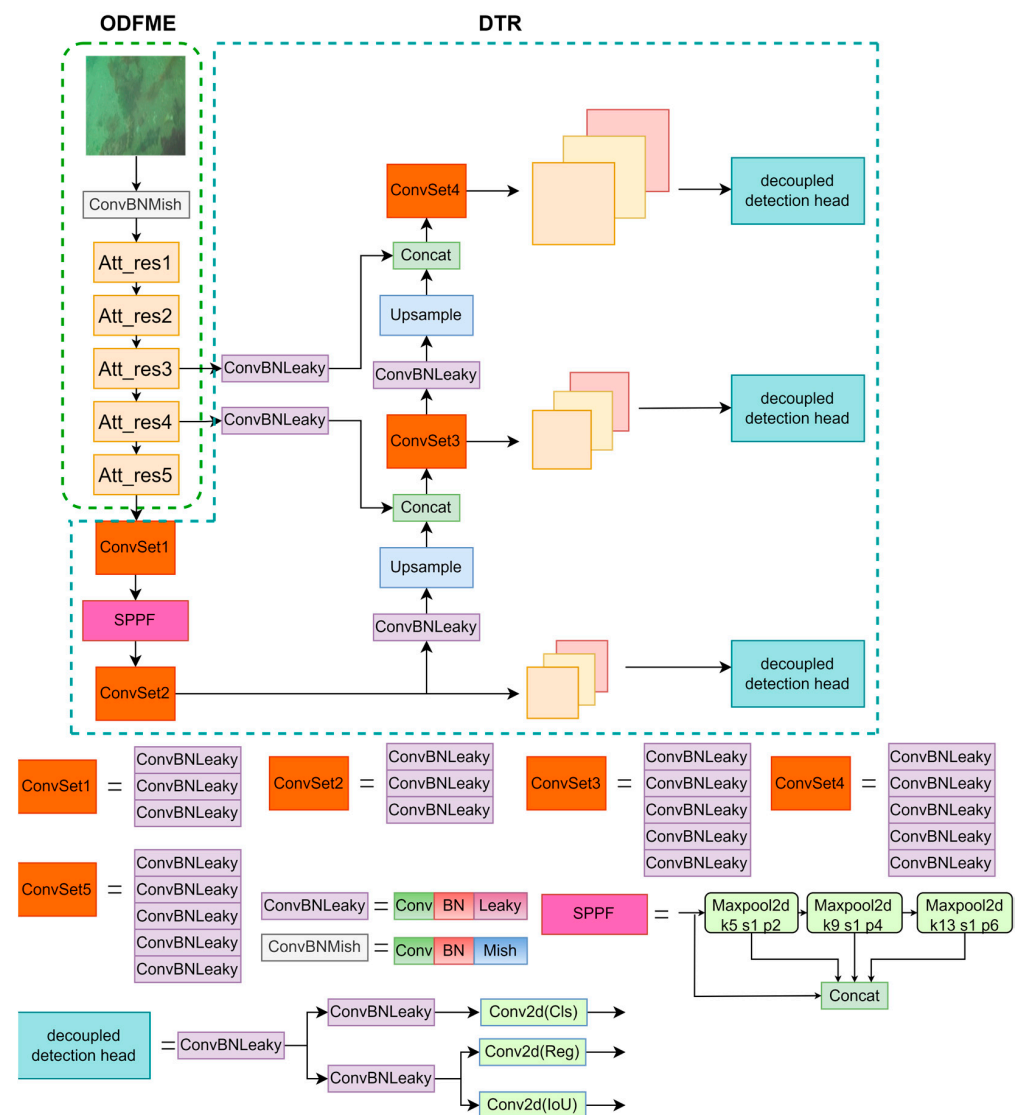 ODFME
DTR
ConvBNMish
Att_res1
Att_res2
Att_res3
Att_res4
Att_res5
ConvSet1
SPPF
ConvSet2
ConvBNLeaky
ConvBNLeaky
ConvSet4
Concat
Upsample
ConvBNLeaky
ConvSet3
Concat
Upsample
ConvBNLeaky
decoupled
detection head
decoupled
detection head
decoupled
detection head
ConvSet1
=
ConvBNLeaky
ConvBNLeaky
ConvBNLeaky
ConvSet2
=
ConvBNLeaky
ConvBNLeaky
ConvBNLeaky
ConvSet3
=
ConvBNLeaky
ConvBNLeaky
ConvBNLeaky
ConvBNLeaky
ConvBNLeaky
ConvSet4
=
ConvBNLeaky
ConvBNLeaky
ConvBNLeaky
ConvBNLeaky
ConvBNLeaky
ConvSet5
=
ConvBNLeaky
ConvBNLeaky
ConvBNLeaky
ConvBNLeaky
ConvBNLeaky
ConvBNLeaky = Conv BN Leaky
ConvBNMish = Conv BN Mish
SPPF
=
Maxpool2d
k5 s1 p2
Maxpool2d
k9 s1 p4
Maxpool2d
k13 s1 p6
Concat
decoupled
detection head
=
ConvBNLeaky
ConvBNLeaky
Conv2d(Cls)
ConvBNLeaky
Conv2d(Reg)
Conv2d(IoU)